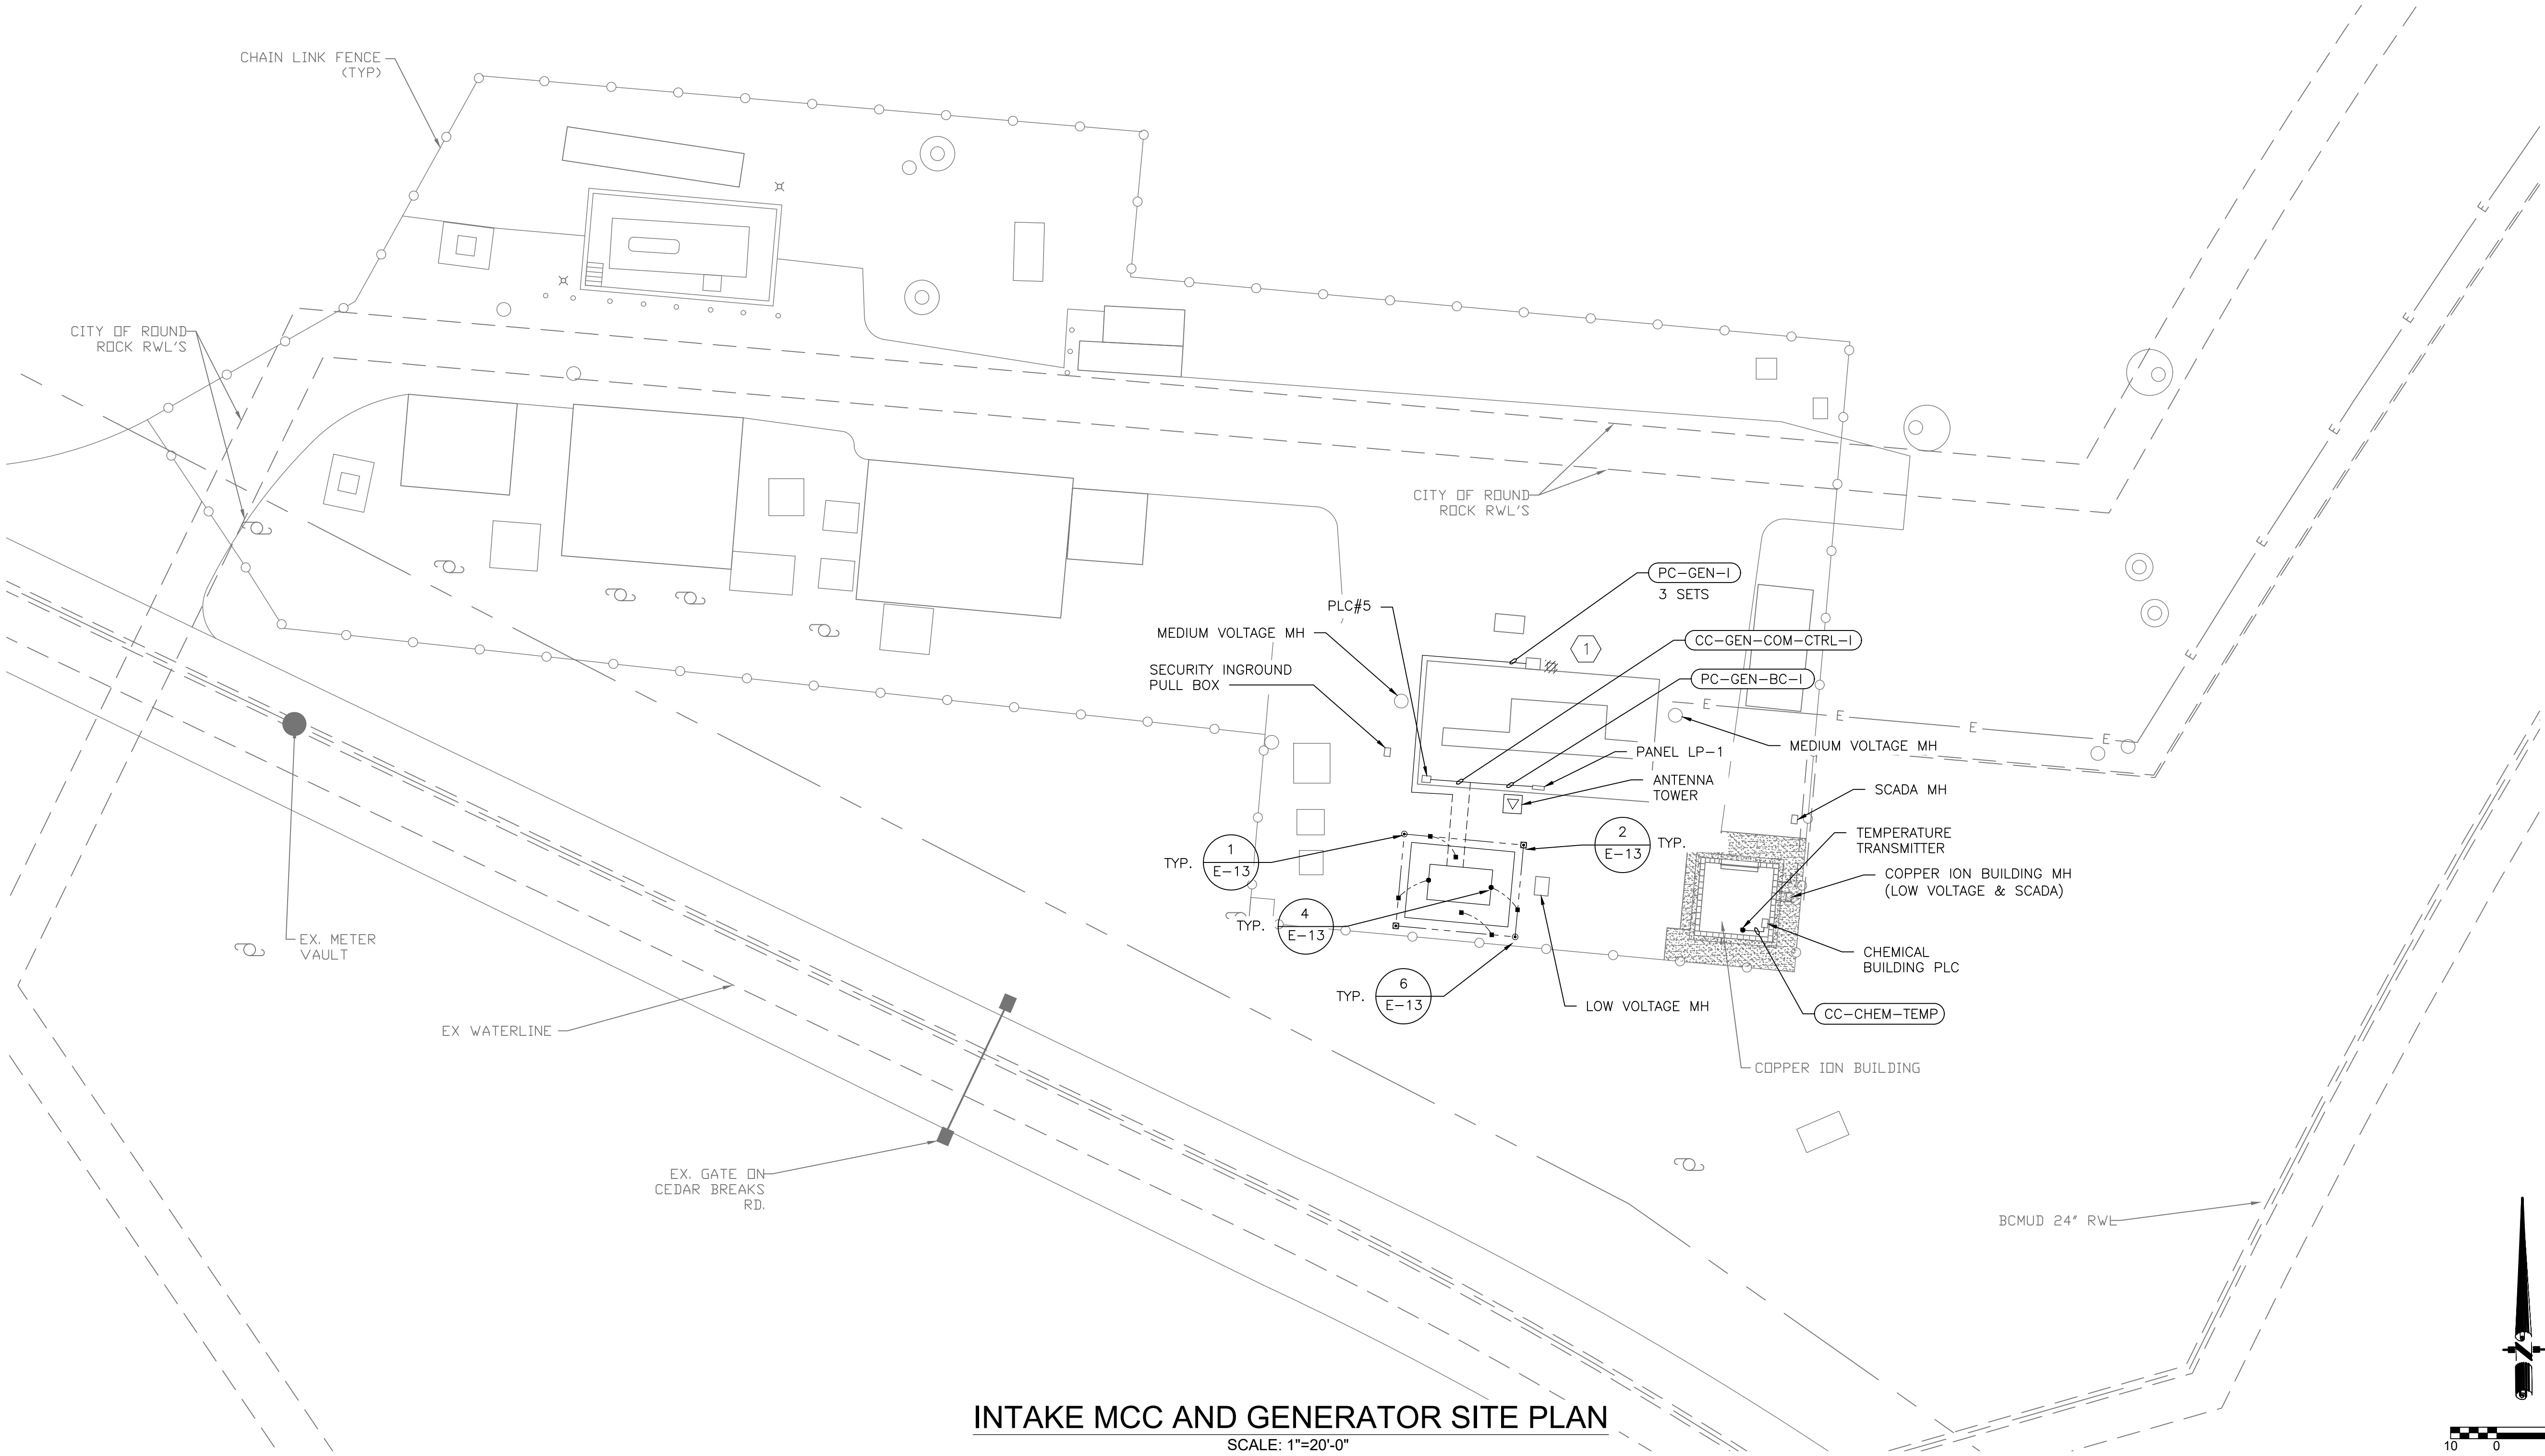 CHAIN LINK FENCE
(TYP)
CITY OF ROUND
ROCK RWL'S
CITY OF ROUND
ROCK RWL'S
E
E
E
E
E
E
E
E
E
PC-GEN-I
3 SETS
PLC#5
1
MEDIUM VOLTAGE MH
CC-GEN-COM-CTRL-I
SECURITY INGROUND
PULL BOX
PC-GEN-BC-I
PANEL LP-1
MEDIUM VOLTAGE MH
ANTENNA
TOWER
SCADA MH
TEMPERATURE
TRANSMITTER
TYP.
1
E-13
2
E-13
TYP.
COPPER ION BUILDING MH
(LOW VOLTAGE & SCADA)
TYP.
4
E-13
EX. METER
VAULT
CHEMICAL
BUILDING PLC
TYP.
6
E-13
LOW VOLTAGE MH
CC-CHEM-TEMP
EX WATERLINE
COPPER ION BUILDING
EX. GATE ON
CEDAR BREAKS
RD.
BCMUD 24" RWL
INTAKE MCC AND GENERATOR SITE PLAN
SCALE: 1"=20'-0"
10 0